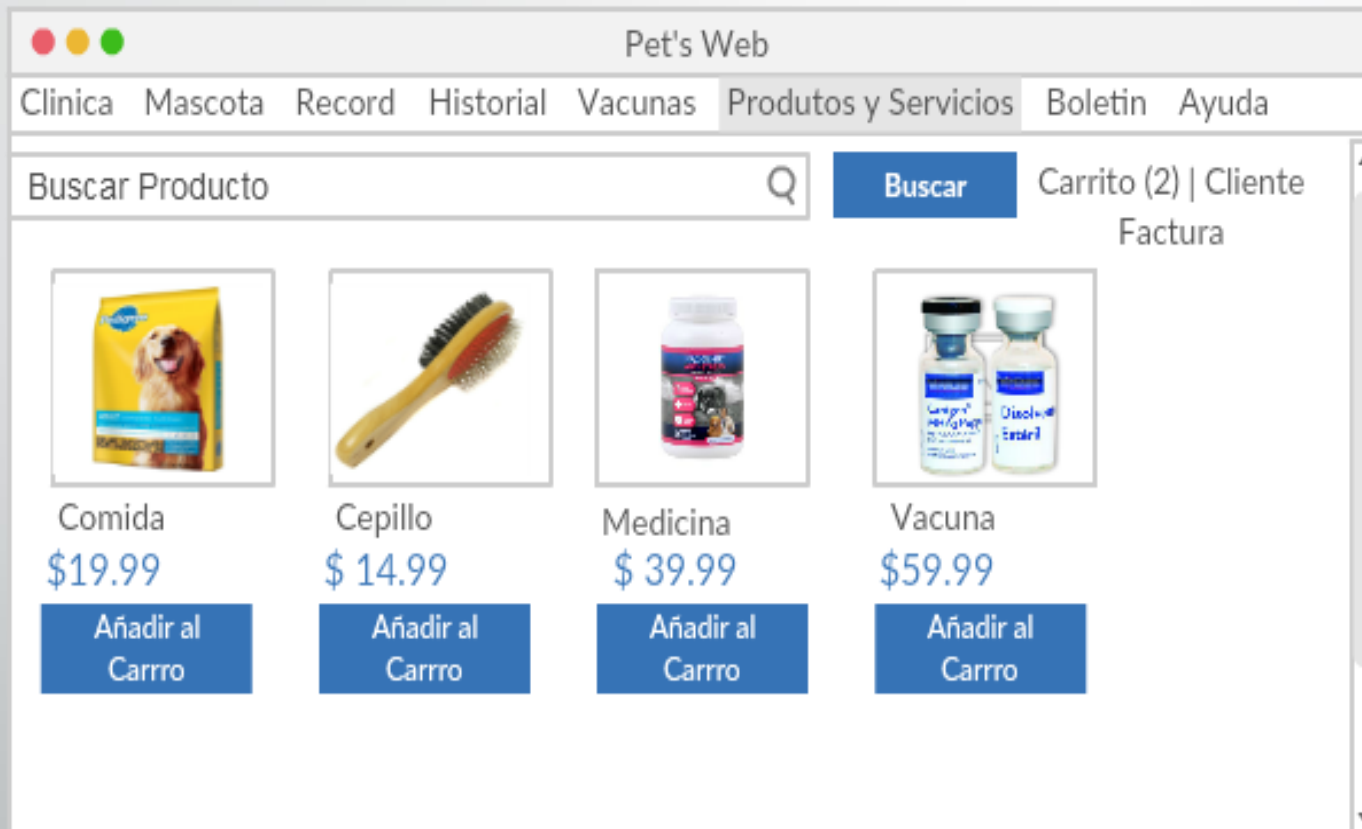 Pet's Web
Clinica Mascota Record Historial Vacunas Produtos y Servicios Boletin Ayuda
Buscar Producto
Buscar
Carrito (2) | Cliente
Factura
Comida Cepillo Medicina Vacuna
$19.99 $ 14.99 $ 39.99 $59.99
Añadir al Añadir al Añadir al Añadir al
Carrro Carrro Carrro Carrro